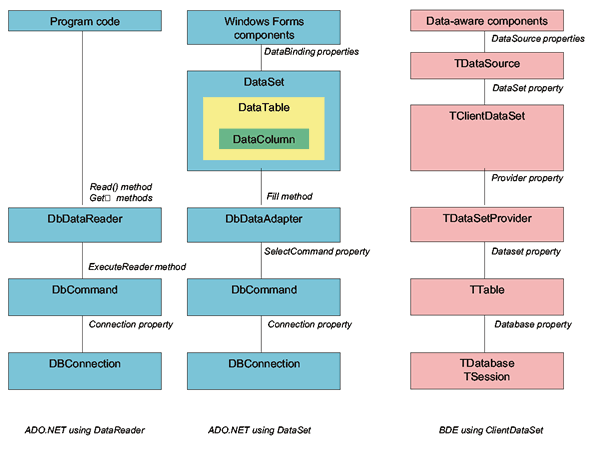 Program code
Read() method
Get□ methods
DbDataReader
ExecuteReader method
DbCommand
Connection property
DBConnection
ADO.NET using DataReader
Windows Forms
components
DataBinding properties
DataSet
DataTable
DataColumn
Fill method
DbDataAdapter
SelectCommand property
DbCommand
Connection property
DBConnection
ADO.NET using DataSet
Data-aware components
DataSource properties
TDataSource
DataSet property
TClientDataSet
Provider property
TDataSetProvider
Dataset property
TTable
Database property
TDatabase
TSession
BDE using ClientDataSet